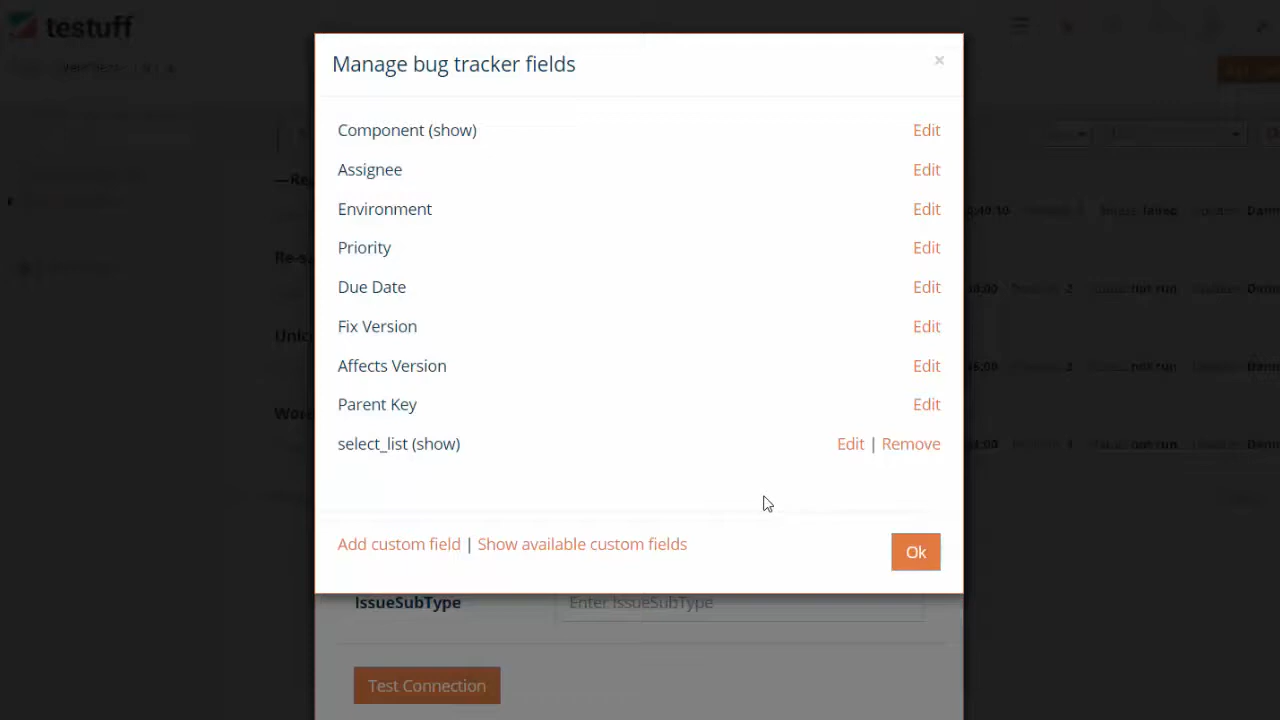 testuff
Manage bug tracker fields
×
Component (show) Edit
Assignee Edit
Environment Edit
Priority Edit
Due Date Edit
Fix Version Edit
Affects Version Edit
Parent Key Edit
select_list (show) Edit | Remove
Add custom field | Show available custom fields
Ok
IssueSubType Enter IssueSubType
Test Connection